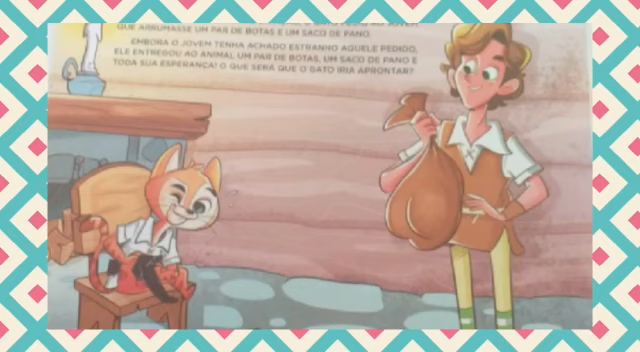 QUE ARRUMASSE UM PAR DE BOTAS E UM SACO DE PANO.
EMBORA O JOVEM TENHA ACHADO ESTRANHO AQUELE PEDIDO,
ELE ENTREGOU AO ANIMAL UM PAR DE BOTAS, UM SACO DE PANO E
TODA SUA ESPERANÇA! O QUE SERÁ QUE O GATO IRIA APRONTAR?